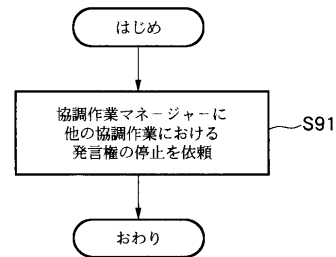 はじめ
協調作業マネージャーに
他の協調作業における
発言権の停止を依頼
S91
おわり